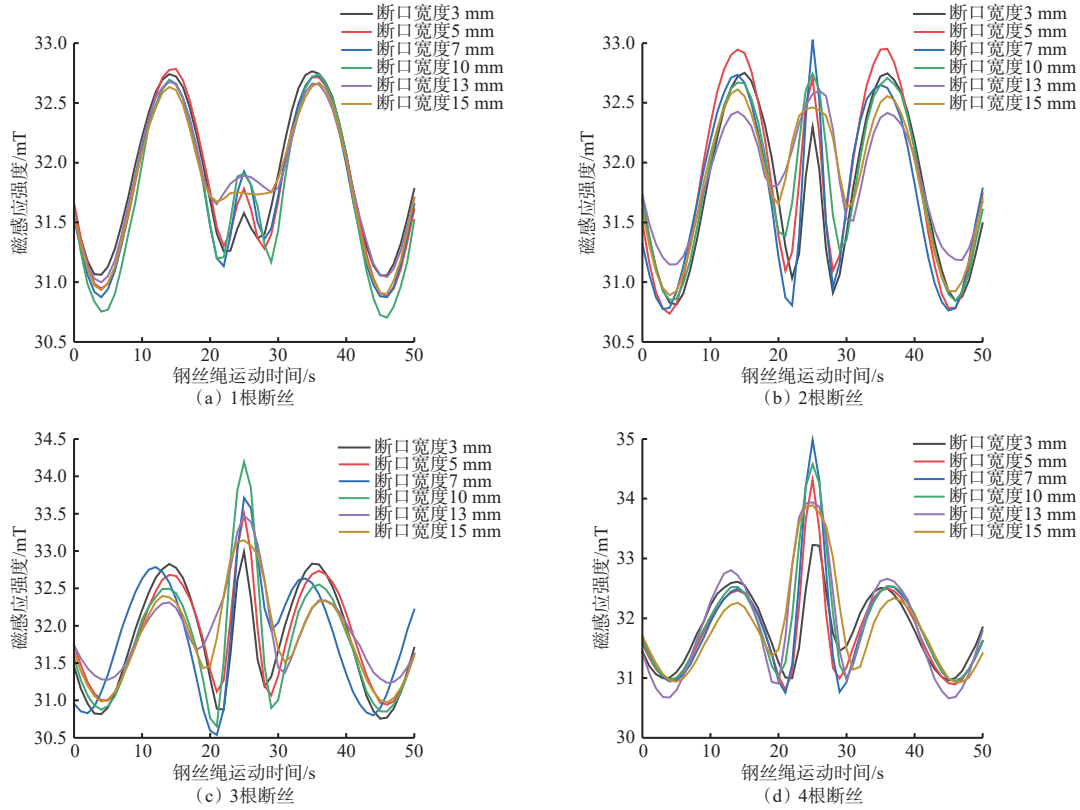 断口宽度3 mm
断口宽度5 mm
断口宽度7 mm
断口宽度10 mm
断口宽度13 mm
断口宽度15 mm
33.0
32.5
32.0
31.5
31.0
30.5
磁感应强度/mT
0 10 20 30 40 50
钢丝绳运动时间/s
（a）1根断丝
断口宽度3 mm
断口宽度5 mm
断口宽度7 mm
断口宽度10 mm
断口宽度13 mm
断口宽度15 mm
33.0
32.5
32.0
31.5
31.0
30.5
磁感应强度/mT
0 10 20 30 40 50
钢丝绳运动时间/s
（b）2根断丝
断口宽度3 mm
断口宽度5 mm
断口宽度7 mm
断口宽度10 mm
断口宽度13 mm
断口宽度15 mm
34.5
34.0
33.5
33.0
32.5
32.0
31.5
31.0
30.5
磁感应强度/mT
0 10 20 30 40 50
钢丝绳运动时间/s
（c）3根断丝
断口宽度3 mm
断口宽度5 mm
断口宽度7 mm
断口宽度10 mm
断口宽度13 mm
断口宽度15 mm
35
34
33
32
31
30
磁感应强度/mT
0 10 20 30 40 50
钢丝绳运动时间/s
（d）4根断丝